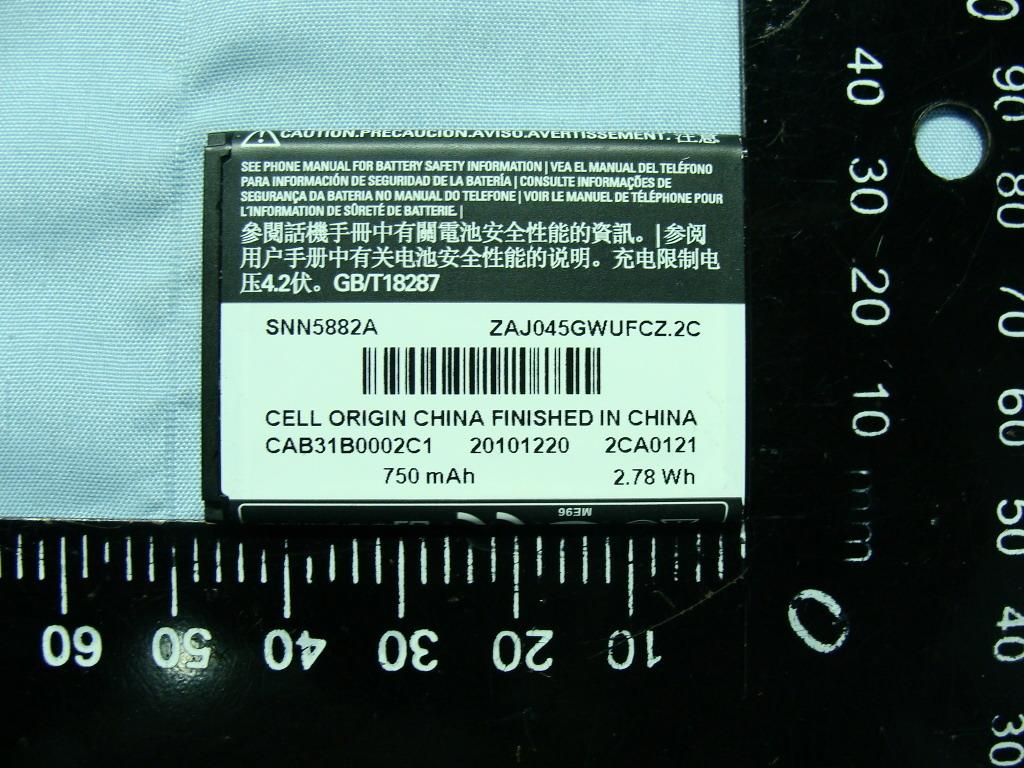 CAUTION.PRECAUCIÓN.AVISO.AVERTISSEMENT. 注意
SEE PHONE MANUAL FOR BATTERY SAFETY INFORMATION | VEA EL MANUAL DEL TELÉFONO
PARA INFORMACIÓN DE SEGURIDAD DE LA BATERÍA | CONSULTE INFORMAÇÕES DE
SEGURANÇA DA BATERIA NO MANUAL DO TELEFONE | VOIR LE MANUEL DE TÉLÉPHONE POUR
L'INFORMATION DE SÛRETÉ DE BATTERIE. |
參閱話機手冊中有關電池安全性能的資訊。|参阅
用户手册中有关电池安全性能的说明。充电限制电
压4.2伏。GB/T18287
SNN5882A ZAJ045GWUFCZ.2C
CELL ORIGIN CHINA FINISHED IN CHINA
CAB31B0002C1 20101220 2CA0121
750 mAh 2.78 Wh
ME96
60 50 40 30 20 10 0
40 30 20 10 mm
90 80 70 60 50 40 30